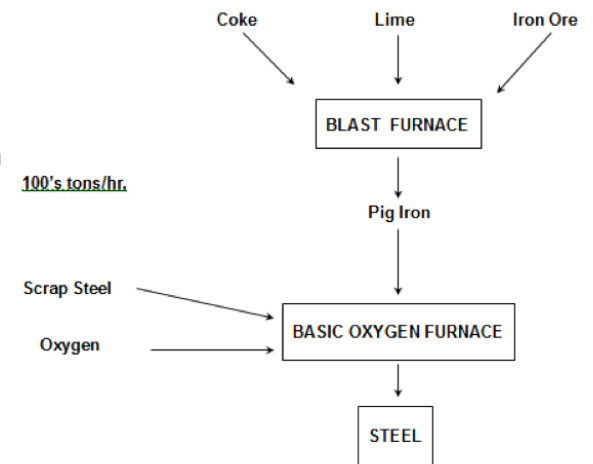 Coke Lime Iron Ore
BLAST FURNACE
100's tons/hr.
Pig Iron
Scrap Steel
BASIC OXYGEN FURNACE
Oxygen
STEEL